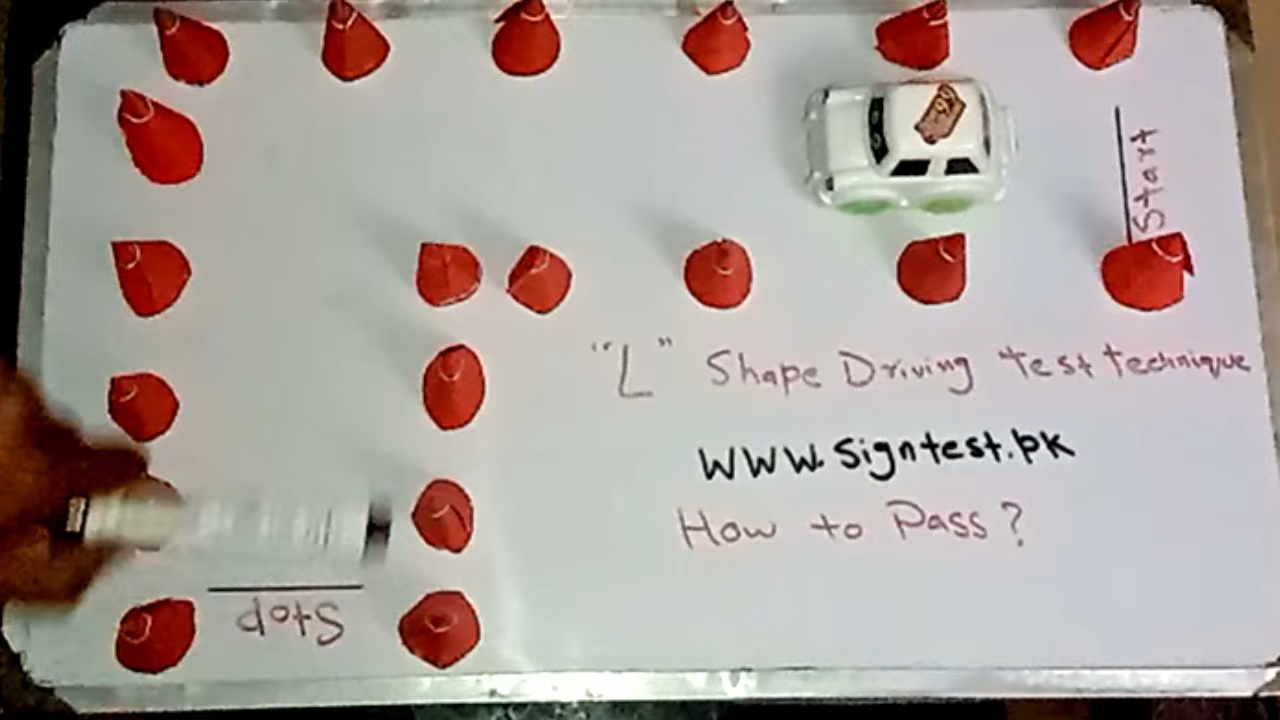 Start
"L" Shape Driving test technique
WWW.Signtest.pk
How to Pass?
Stop